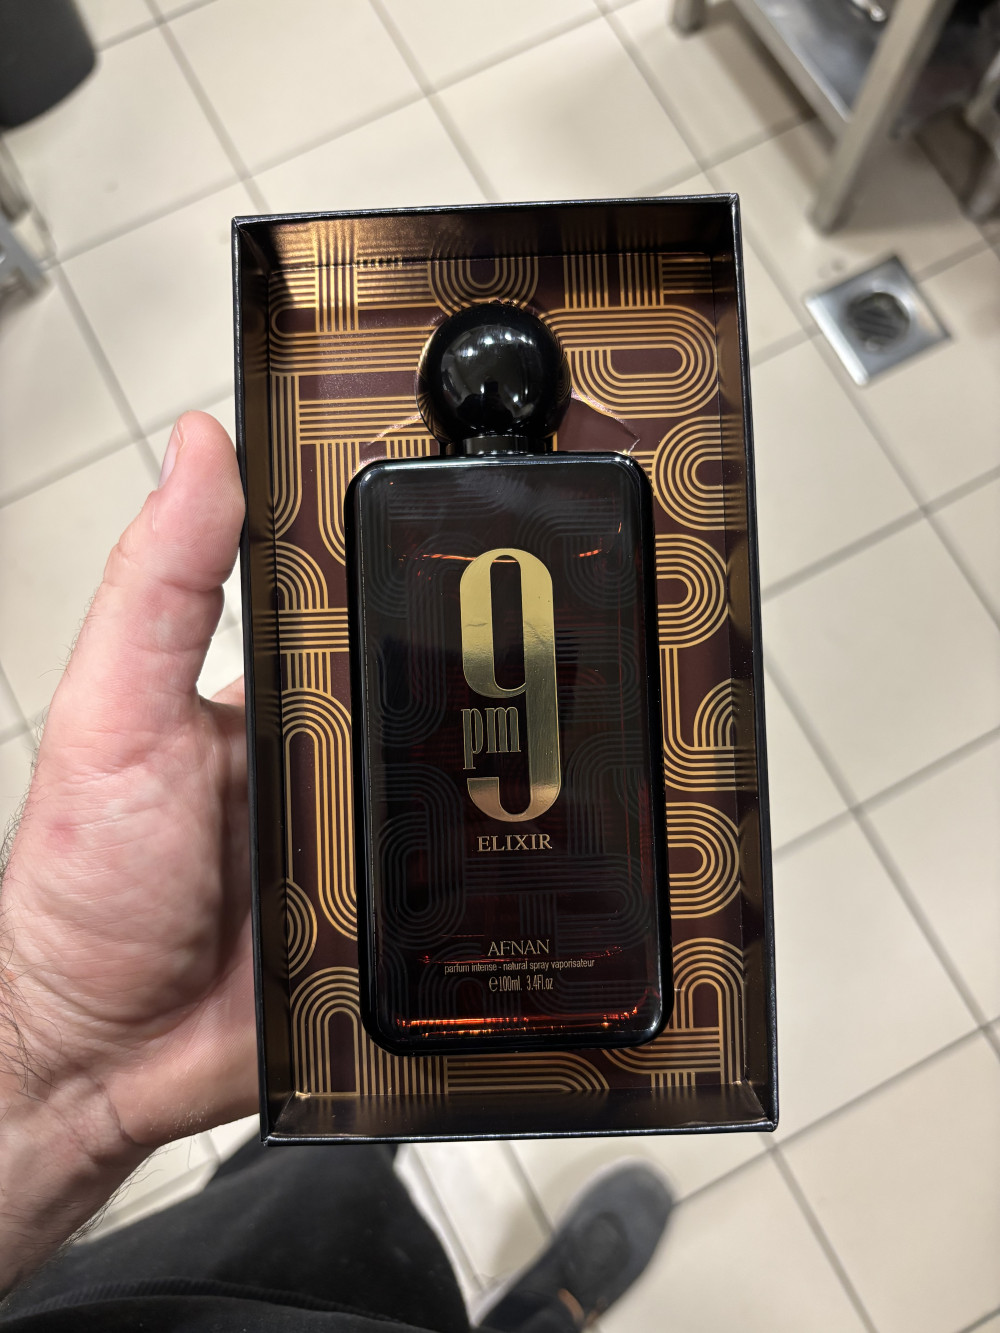 9
pm
ELIXIR
AFNAN
parfum intense - natural spray vaporisateur
℮100ml. 3.4Fl.oz